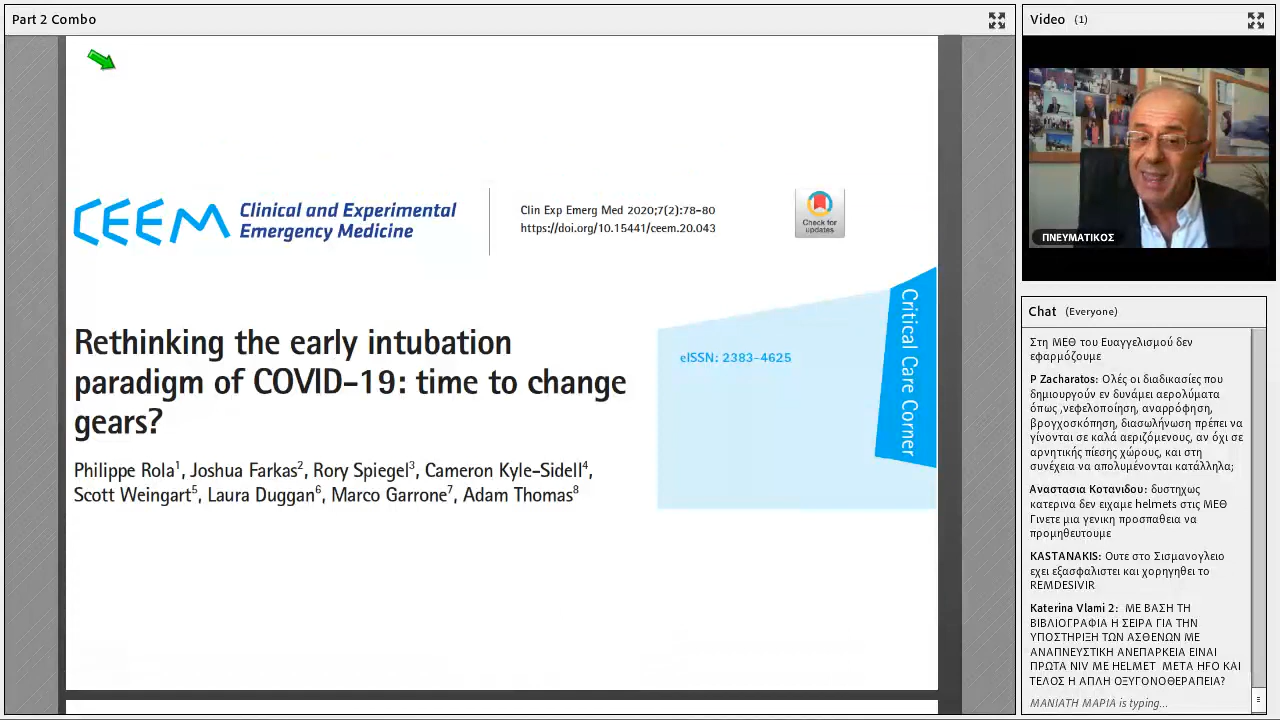 Part 2 Combo
CEEM Clinical and Experimental
Emergency Medicine
Clin Exp Emerg Med 2020;7(2):78-80
https://doi.org/10.15441/ceem.20.043
Check for
updates
Critical Care Corner
eISSN: 2383-4625
Rethinking the early intubation
paradigm of COVID-19: time to change
gears?
Philippe Rola1, Joshua Farkas2, Rory Spiegel3, Cameron Kyle-Sidell4,
Scott Weingart5, Laura Duggan6, Marco Garrone7, Adam Thomas8
Video (1)
ΠΝΕΥΜΑΤΙΚΟΣ
Chat (Everyone)
Στη ΜΕΘ του Ευαγγελισμού δεν
εφαρμόζουμε
P Zacharatos: Ολές οι διαδικασίες που
δημιουργούν εν δυνάμει αερολύματα
όπως ,νεφελοποίηση, αναρρόφηση,
βρογχοσκόπηση, διασωλήνωση πρέπει να
γίνονται σε καλά αεριζόμενους, αν όχι σε
αρνητικής πίεσης χώρους, και στη
συνέχεια να απολυμένονται κατάλληλα;
Αναστασια Κοτανιδου: δυστηχως
κατερινα δεν ειχαμε helmets στις ΜΕΘ
Γινετε μια γενικη προσπαθεια να
προμηθευτουμε
KASTANAKIS: Ουτε στο Σισμανογλειο
εχει εξασφαλιστει και χορηγηθει το
REMDESIVIR
Katerina Vlami 2: ΜΕ ΒΑΣΗ ΤΗ
ΒΙΒΛΙΟΓΡΑΦΙΑ Η ΣΕΙΡΑ ΓΙΑ ΤΗΝ
ΥΠΟΣΤΗΡΙΞΗ ΤΩΝ ΑΣΘΕΝΩΝ ΜΕ
ΑΝΑΠΝΕΥΣΤΙΚΗ ΑΝΕΠΑΡΚΕΙΑ ΕΙΝΑΙ
ΠΡΩΤΑ NIV ΜΕ HELMET ΜΕΤΑ HFO ΚΑΙ
ΤΕΛΟΣ Η ΑΠΛΗ ΟΞΥΓΟΝΟΘΕΡΑΠΕΙΑ?
ΜΑΝΙΑΤΗ ΜΑΡΙΑ is typing...